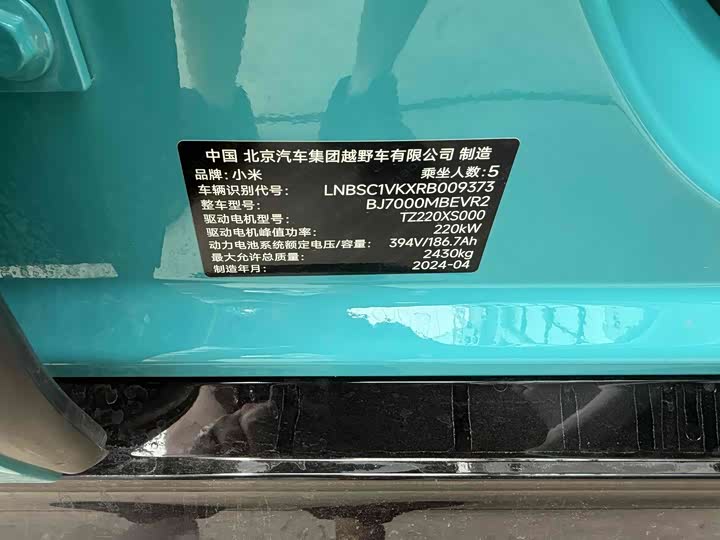 中国 北京汽车集团越野车有限公司 制造
品牌:小米 乘坐人数:5
车辆识别代号: LNBSC1VKXRB009373
整车型号: BJ7000MBEVR2
驱动电机型号: TZ220XS000
驱动电机峰值功率: 220kW
动力电池系统额定电压/容量: 394V/186.7Ah
最大允许总质量: 2430kg
制造年月: 2024-04